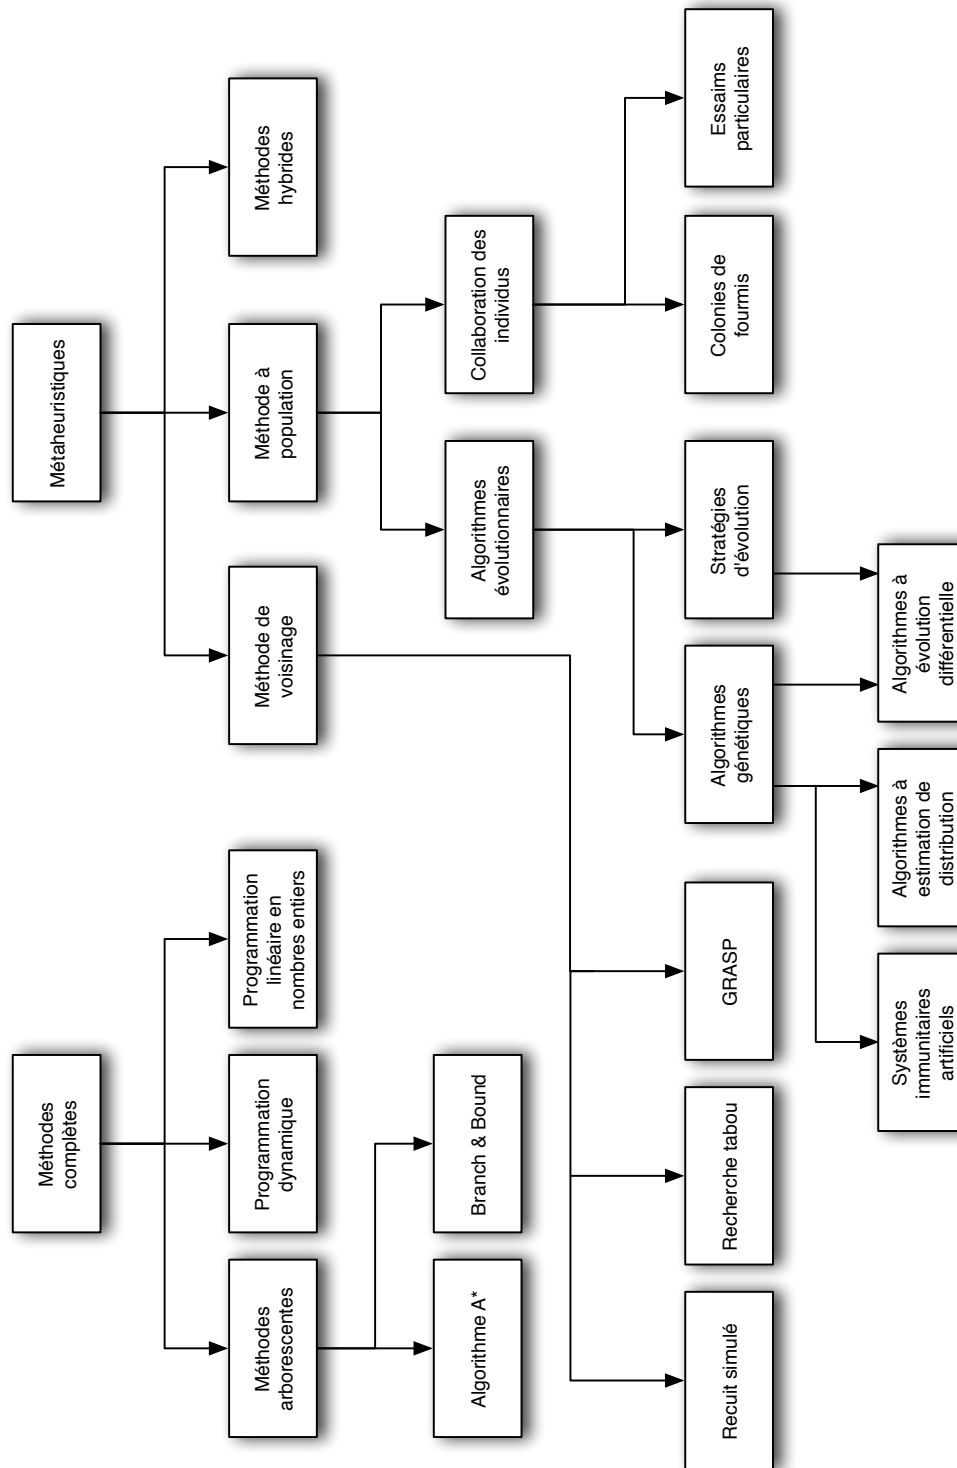 Méthodes
complètes
Métaheuristiques
Méthodes
arborescentes
Programmation
dynamique
Programmation
linéaire en
nombres entiers
Méthode de
voisinage
Méthode à
population
Méthodes
hybrides
Algorithme A*
Branch & Bound
Algorithmes
évolutionnaires
Collaboration des
individus
Recuit simulé
Recherche tabou
GRASP
Algorithmes
génétiques
Stratégies
d'évolution
Colonies de
fourmis
Essaims
particulaires
Systèmes
immunitaires
artificiels
Algorithmes à
estimation de
distribution
Algorithmes à
évolution
différentielle